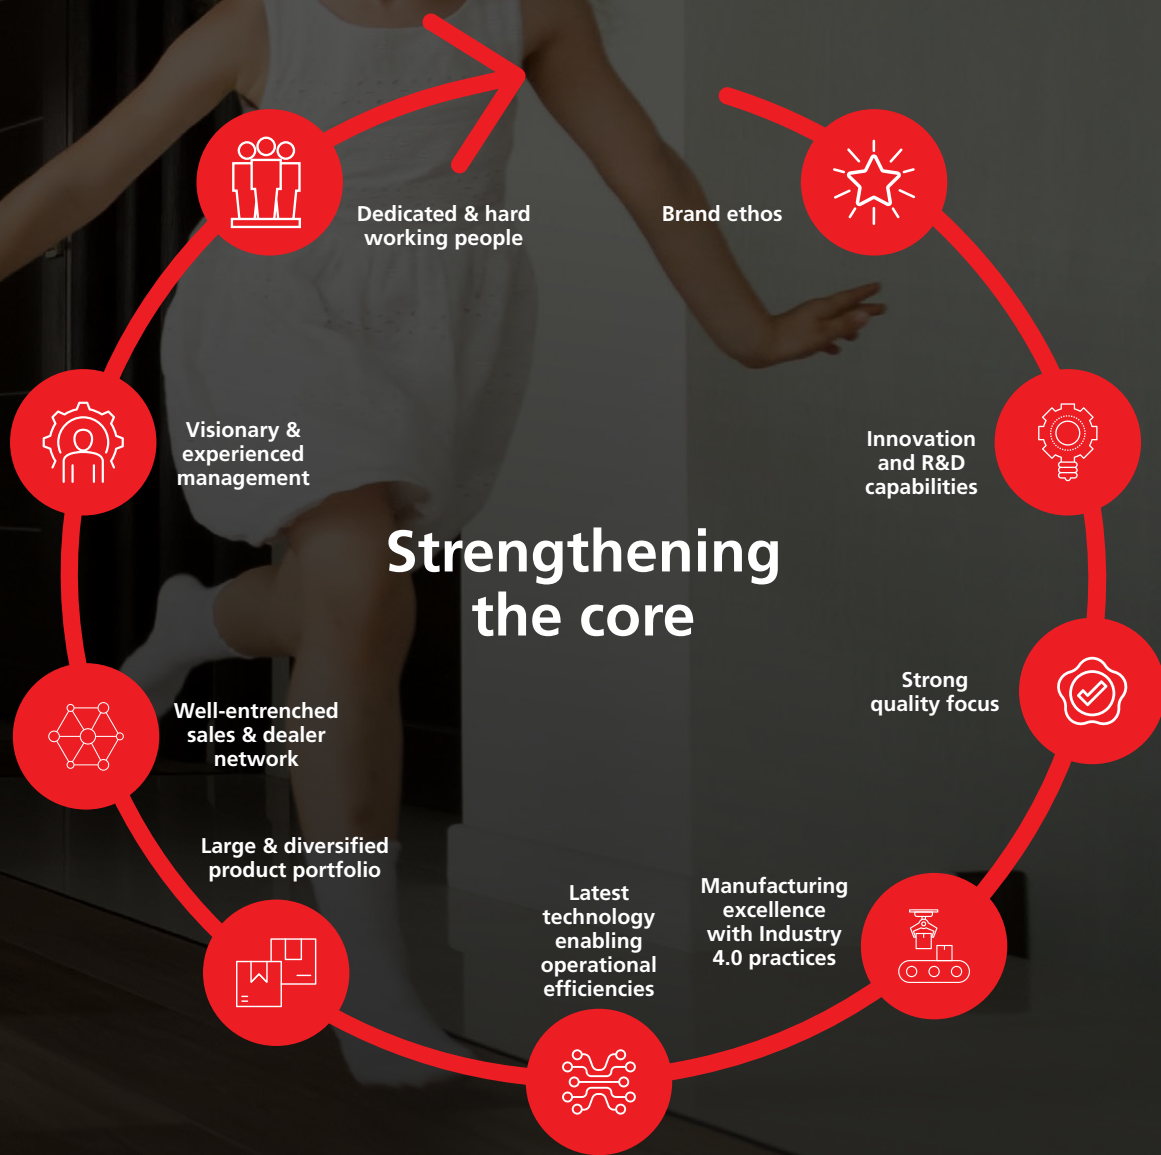 Dedicated & hard
working people
Brand ethos
Visionary &
experienced
management
Innovation
and R&D
capabilities
Strengthening
the core
Strong
quality focus
Well-entrenched
sales & dealer
network
Large & diversified
product portfolio
Latest
technology
enabling
operational
efficiencies
Manufacturing
excellence
with Industry
4.0 practices